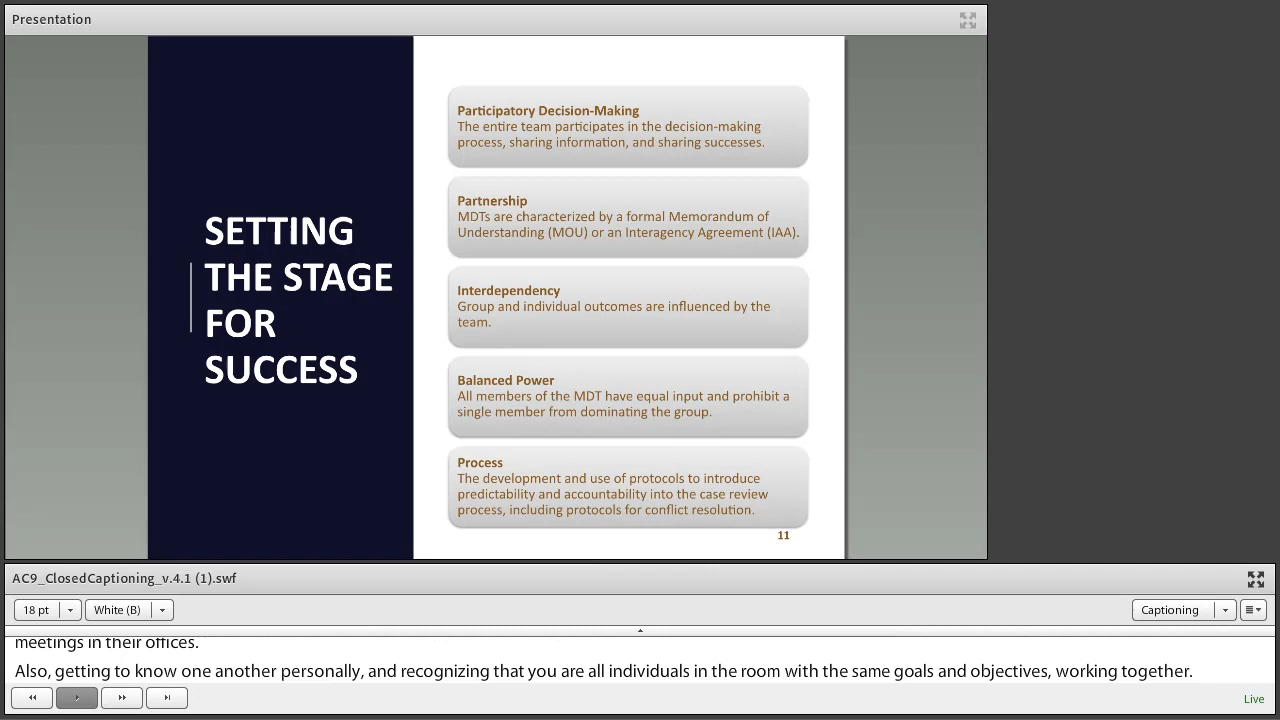 Presentation
SETTING
THE STAGE
FOR
SUCCESS
Participatory Decision-Making
The entire team participates in the decision-making
process, sharing information, and sharing successes.
Partnership
MDTs are characterized by a formal Memorandum of
Understanding (MOU) or an Interagency Agreement (IAA).
Interdependency
Group and individual outcomes are influenced by the
team.
Balanced Power
All members of the MDT have equal input and prohibit a
single member from dominating the group.
Process
The development and use of protocols to introduce
predictability and accountability into the case review
process, including protocols for conflict resolution.
11
AC9_ClosedCaptioning_v.4.1 (1).swf
18 pt White (B) Captioning
meetings in their offices.
Also, getting to know one another personally, and recognizing that you are all individuals in the room with the same goals and objectives, working together.
Live